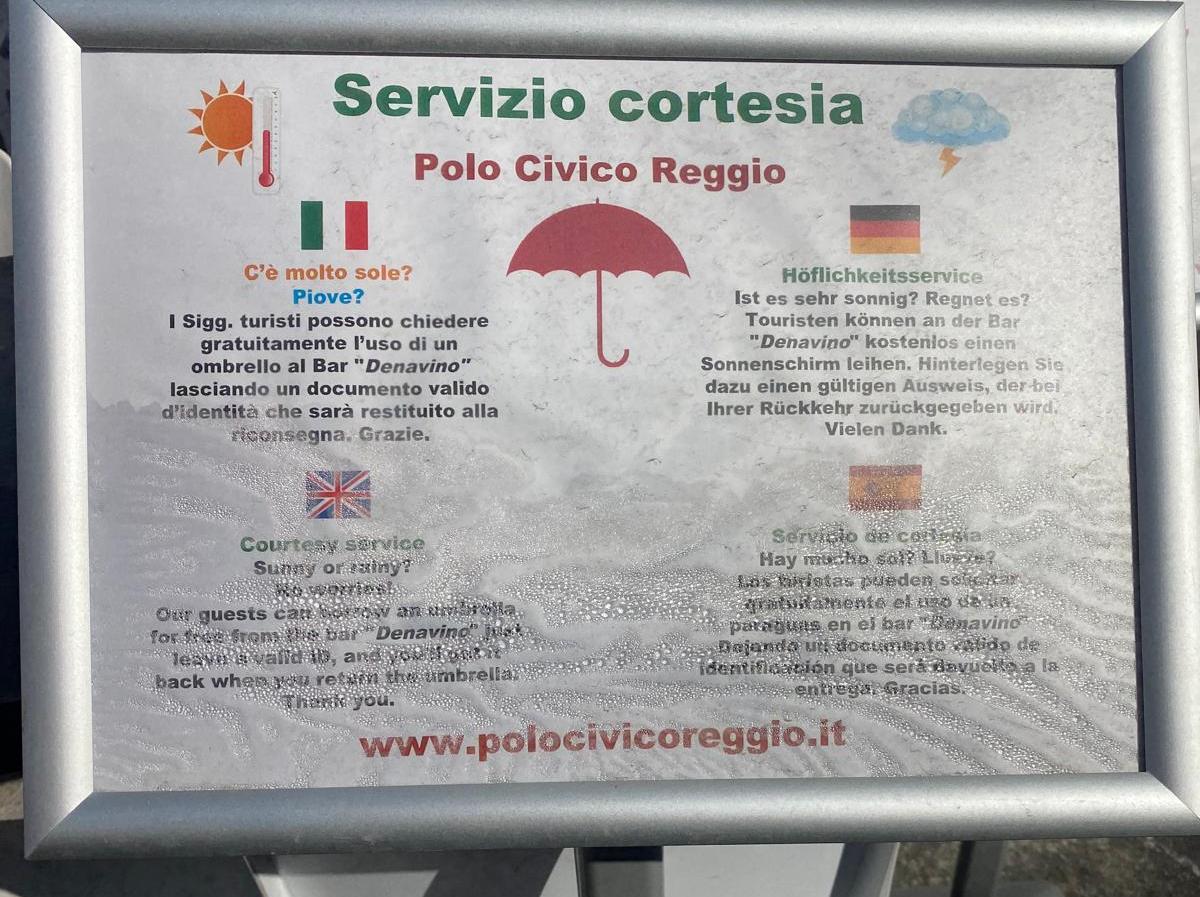 Servizio cortesia
Polo Civico Reggio
C'è molto sole?
Piove?
I Sigg. turisti possono chiedere
gratuitamente l'uso di un
ombrello al Bar "Denavino"
lasciando un documento valido
d'identità che sarà restituito alla
riconsegna. Grazie.
Höflichkeitsservice
Ist es sehr sonnig? Regnet es?
Touristen können an der Bar
"Denavino" kostenlos einen
Sonnenschirm leihen. Hinterlegen Sie
dazu einen gültigen Ausweis, der bei
Ihrer Rückkehr zurückgegeben wird.
Vielen Dank.
Courtesy service
Sunny or rainy?
No worries!
Our guests can borrow an umbrella
for free from the bar "Denavino" just
leave a valid ID, and you'll get it
back when you return the umbrella.
Thank you.
Servicio de cortesia
Hay mucho sol? Llueve?
Los turistas pueden solicitar
gratuitamente el uso de un
paraguas en el bar "Denavino"
Dejando un documento válido de
identificación que será devuelto a la
entrega. Gracias.
www.polocivicoreggio.it